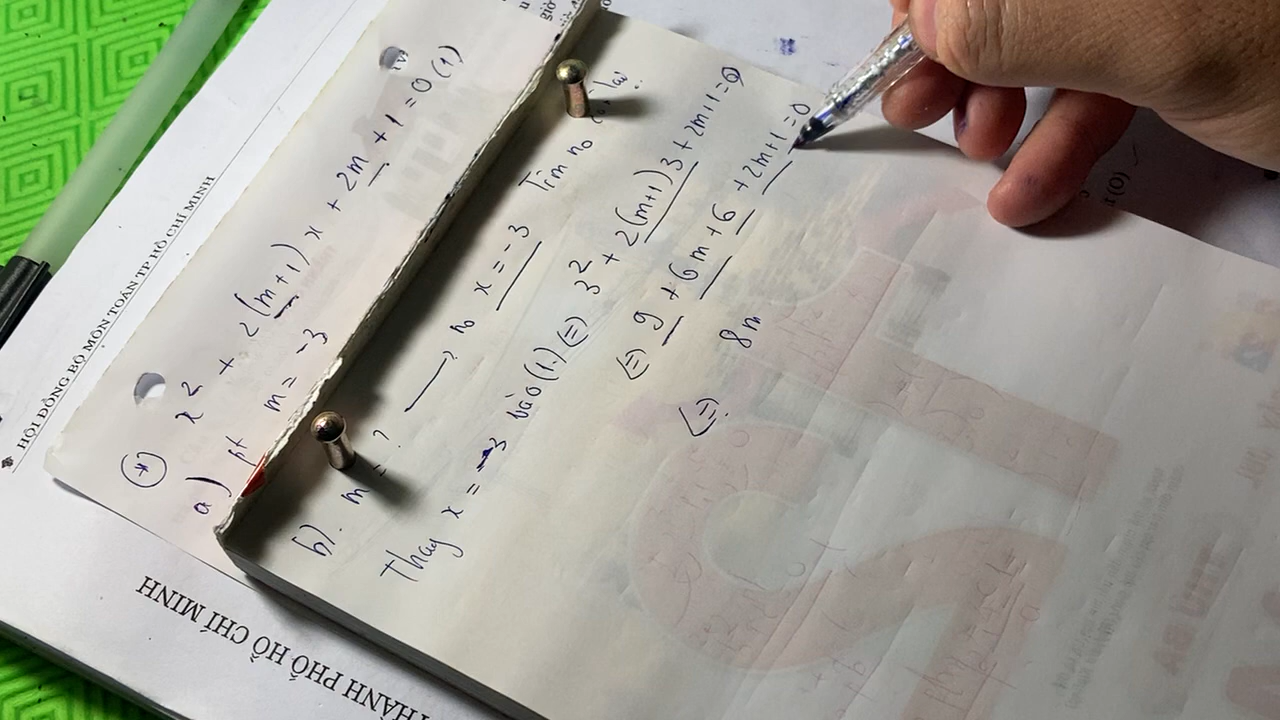 HỘI ĐỒNG BỘ MÔN TOÁN TP HỒ CHÍ MINH
(*) x² + 2(m+1)x + 2m + 1 = 0 (1)
a) pt m = -3
b) m = ? → no x = -3 Tìm no còn lại
Thay x = -3 vào (1) (=) 3² + 2(m+1)3 + 2m+1 = 0
(=) 9 + 6m + 6 + 2m+1 = 0
(=) 8m
THÀNH PHỐ HỒ CHÍ MINH